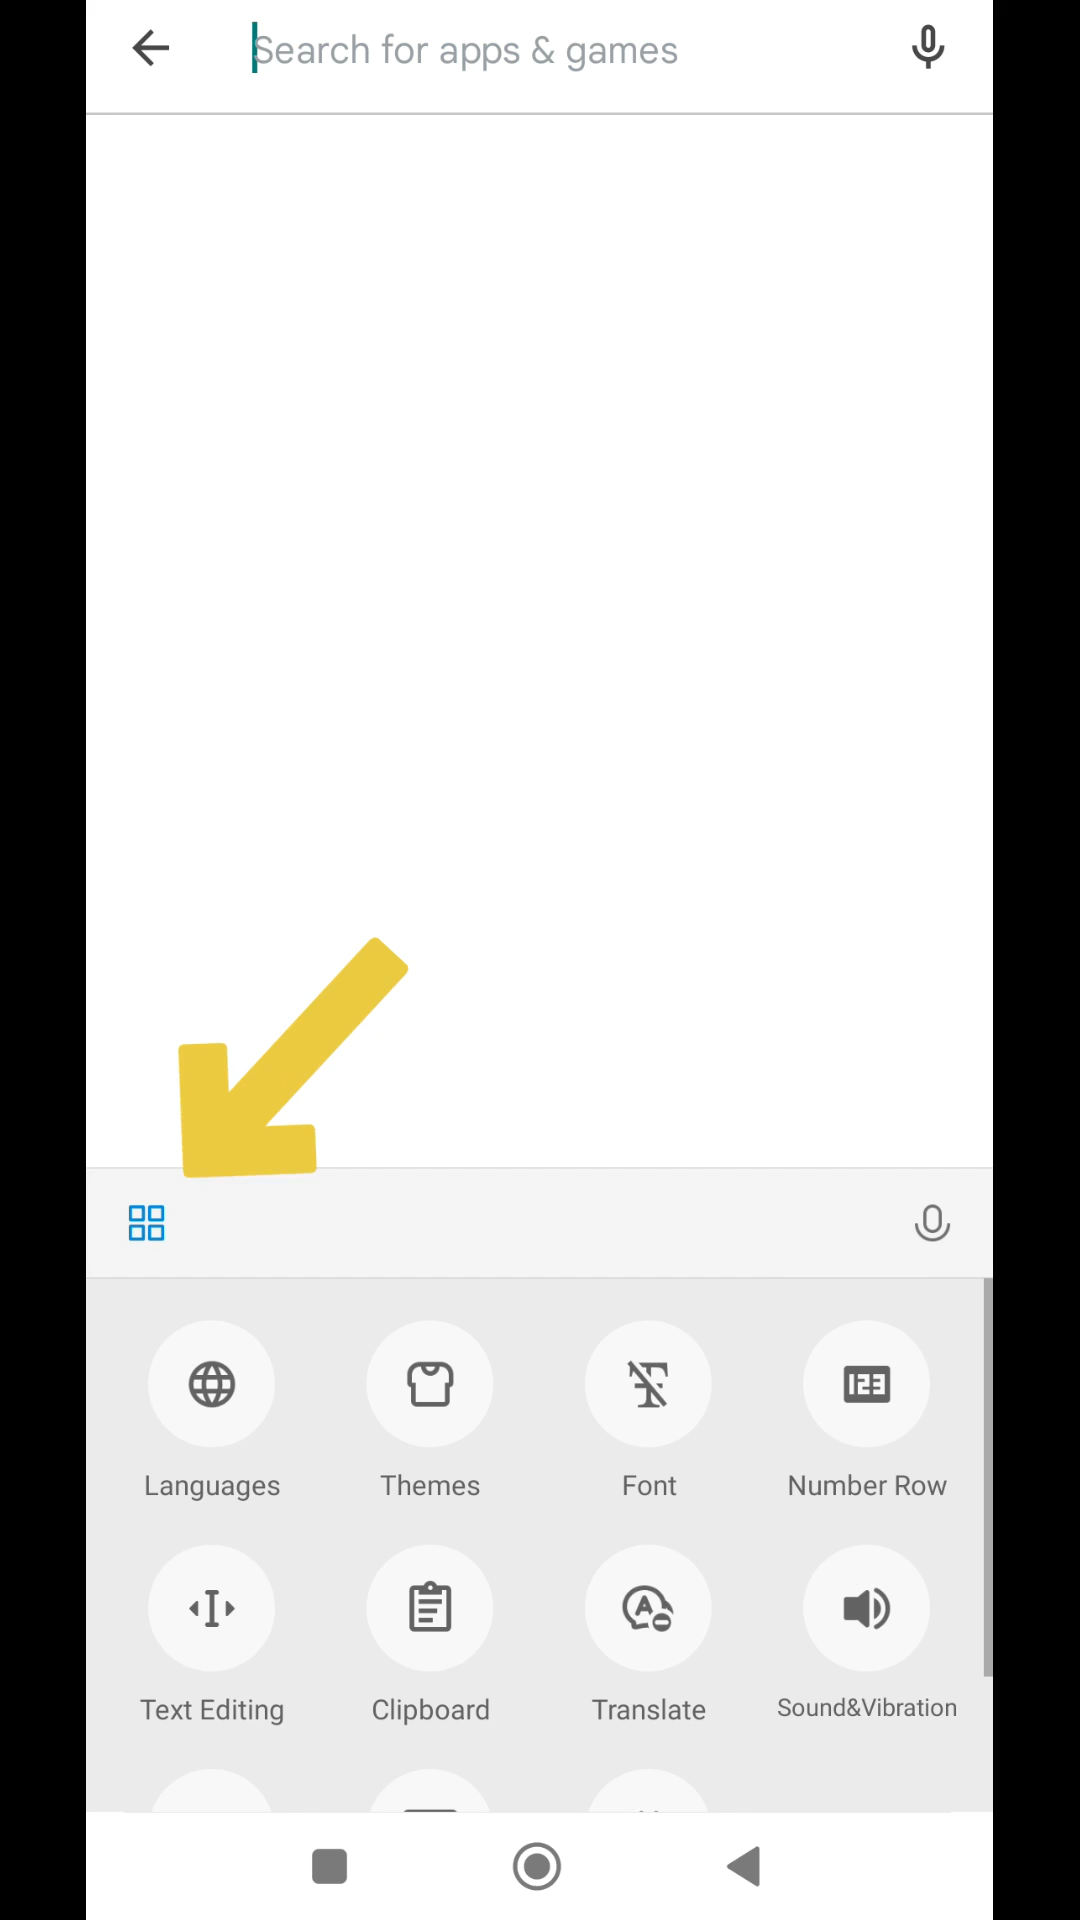 Search for apps & games
Languages
Themes
Font
Number Row
Text Editing
Clipboard
Translate
Sound&Vibration